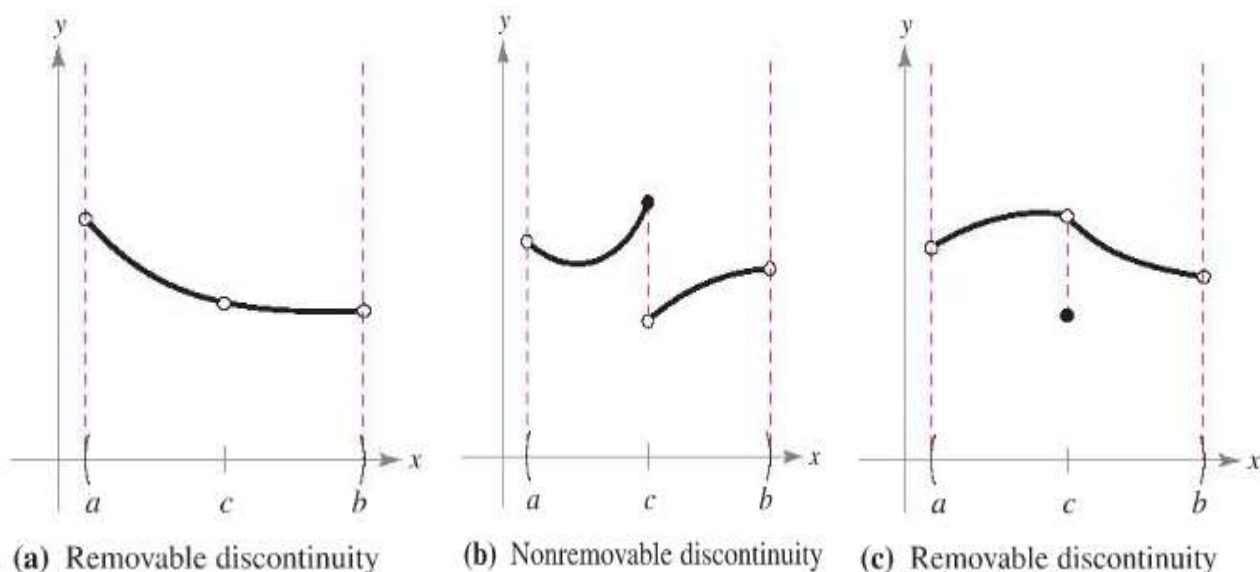 y
x
a
c
b
(a) Removable discontinuity
y
x
a
c
b
(b) Nonremovable discontinuity
y
x
a
c
b
(c) Removable discontinuity